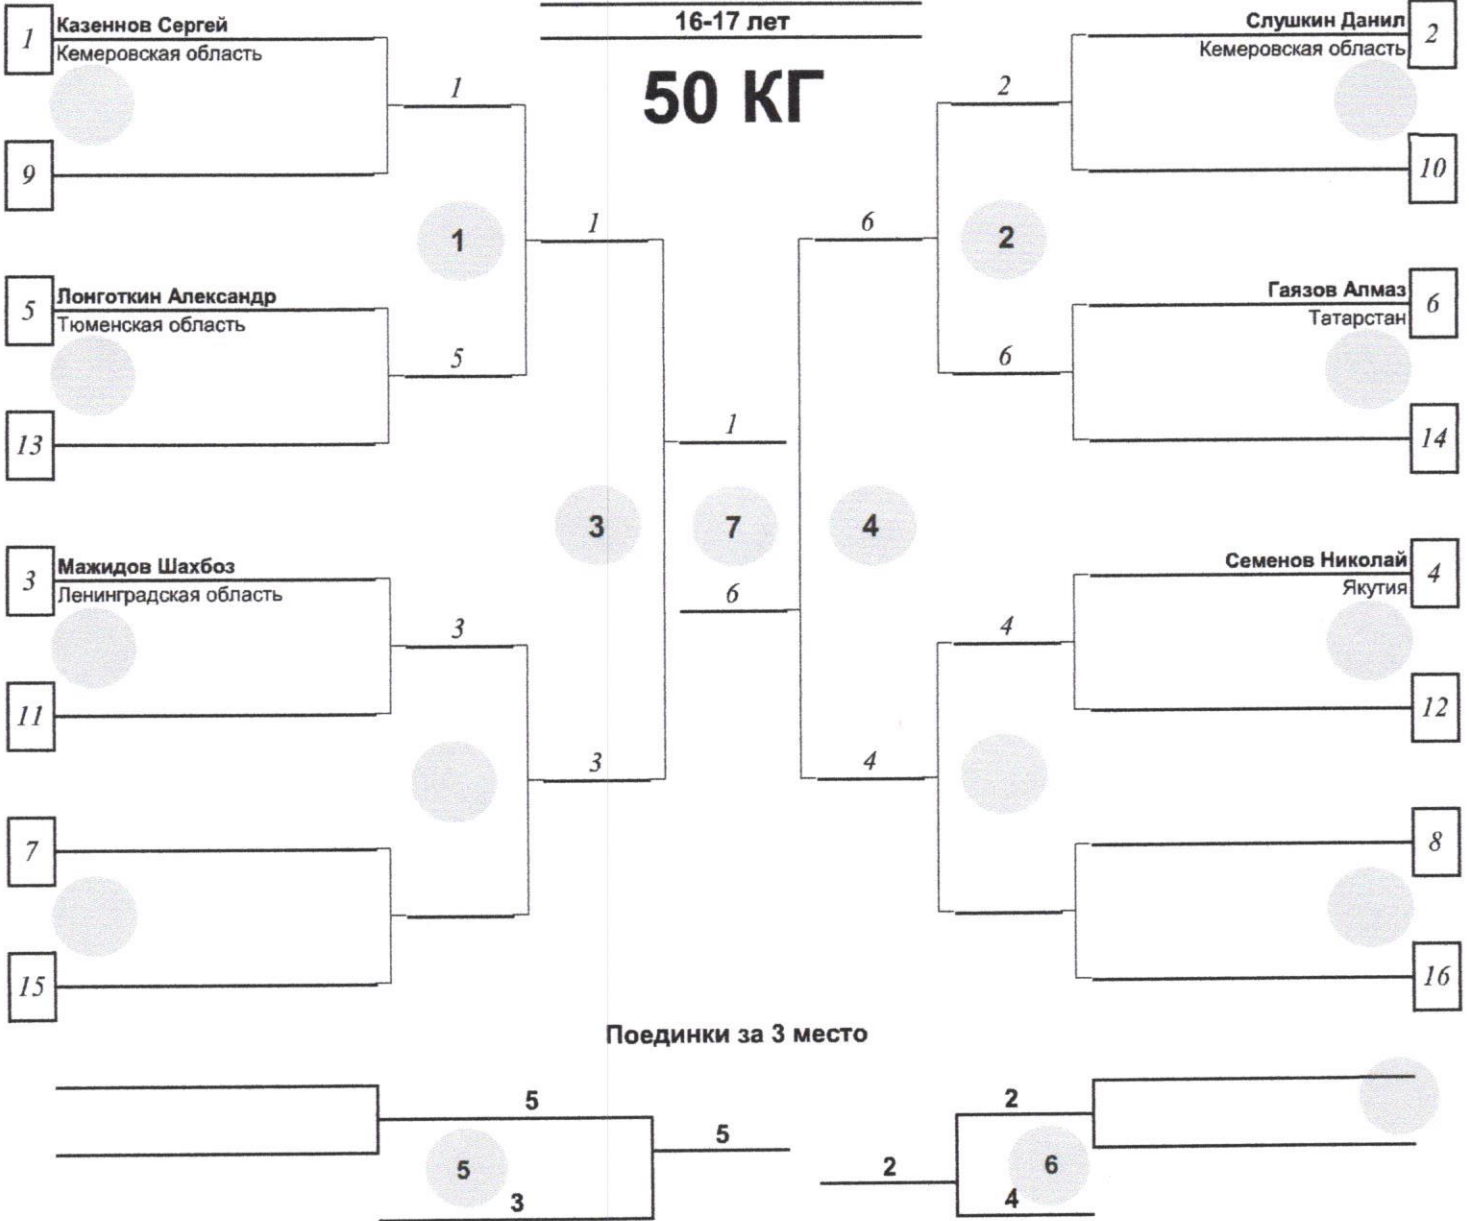 16-17 лет
50 КГ
1
Казеннов Сергей
Кемеровская область
9
1
5
Лонготкин Александр
Тюменская область
13
5
1
1
3
Мажидов Шахбоз
Ленинградская область
11
3
7
15
3
3
1
7
6
Слушкин Данил
2
Кемеровская область
10
2
Гаязов Алмаз
6
Татарстан
14
6
2
6
Семенов Николай
4
Якутия
12
4
8
16
4
4
Поединки за 3 место
5
5
3
5
2
6
4
2